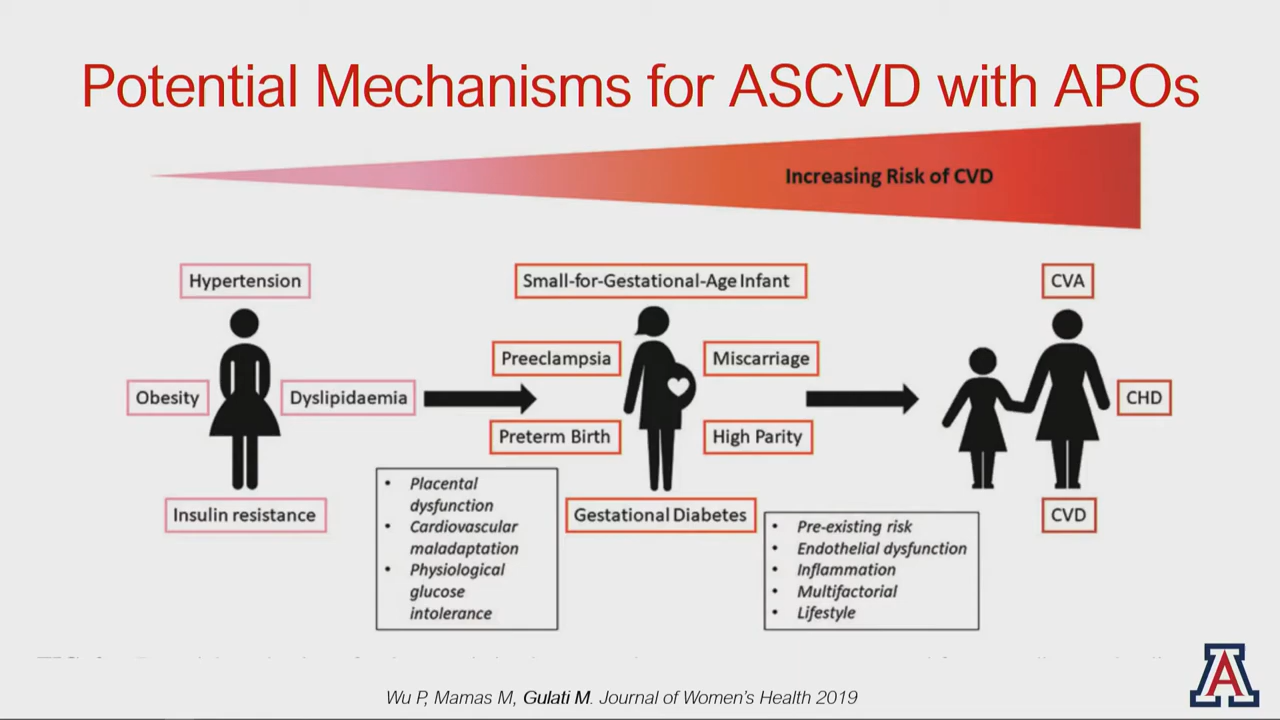 Potential Mechanisms for ASCVD with APOs
Increasing Risk of CVD
Hypertension
Obesity
Dyslipidaemia
Insulin resistance
• Placental
dysfunction
• Cardiovascular
maladaptation
• Physiological
glucose
intolerance
Small-for-Gestational-Age Infant
Preeclampsia
Miscarriage
Preterm Birth
High Parity
Gestational Diabetes
• Pre-existing risk
• Endothelial dysfunction
• Inflammation
• Multifactorial
• Lifestyle
CVA
CHD
CVD
Wu P, Mamas M, Gulati M. Journal of Women's Health 2019
A